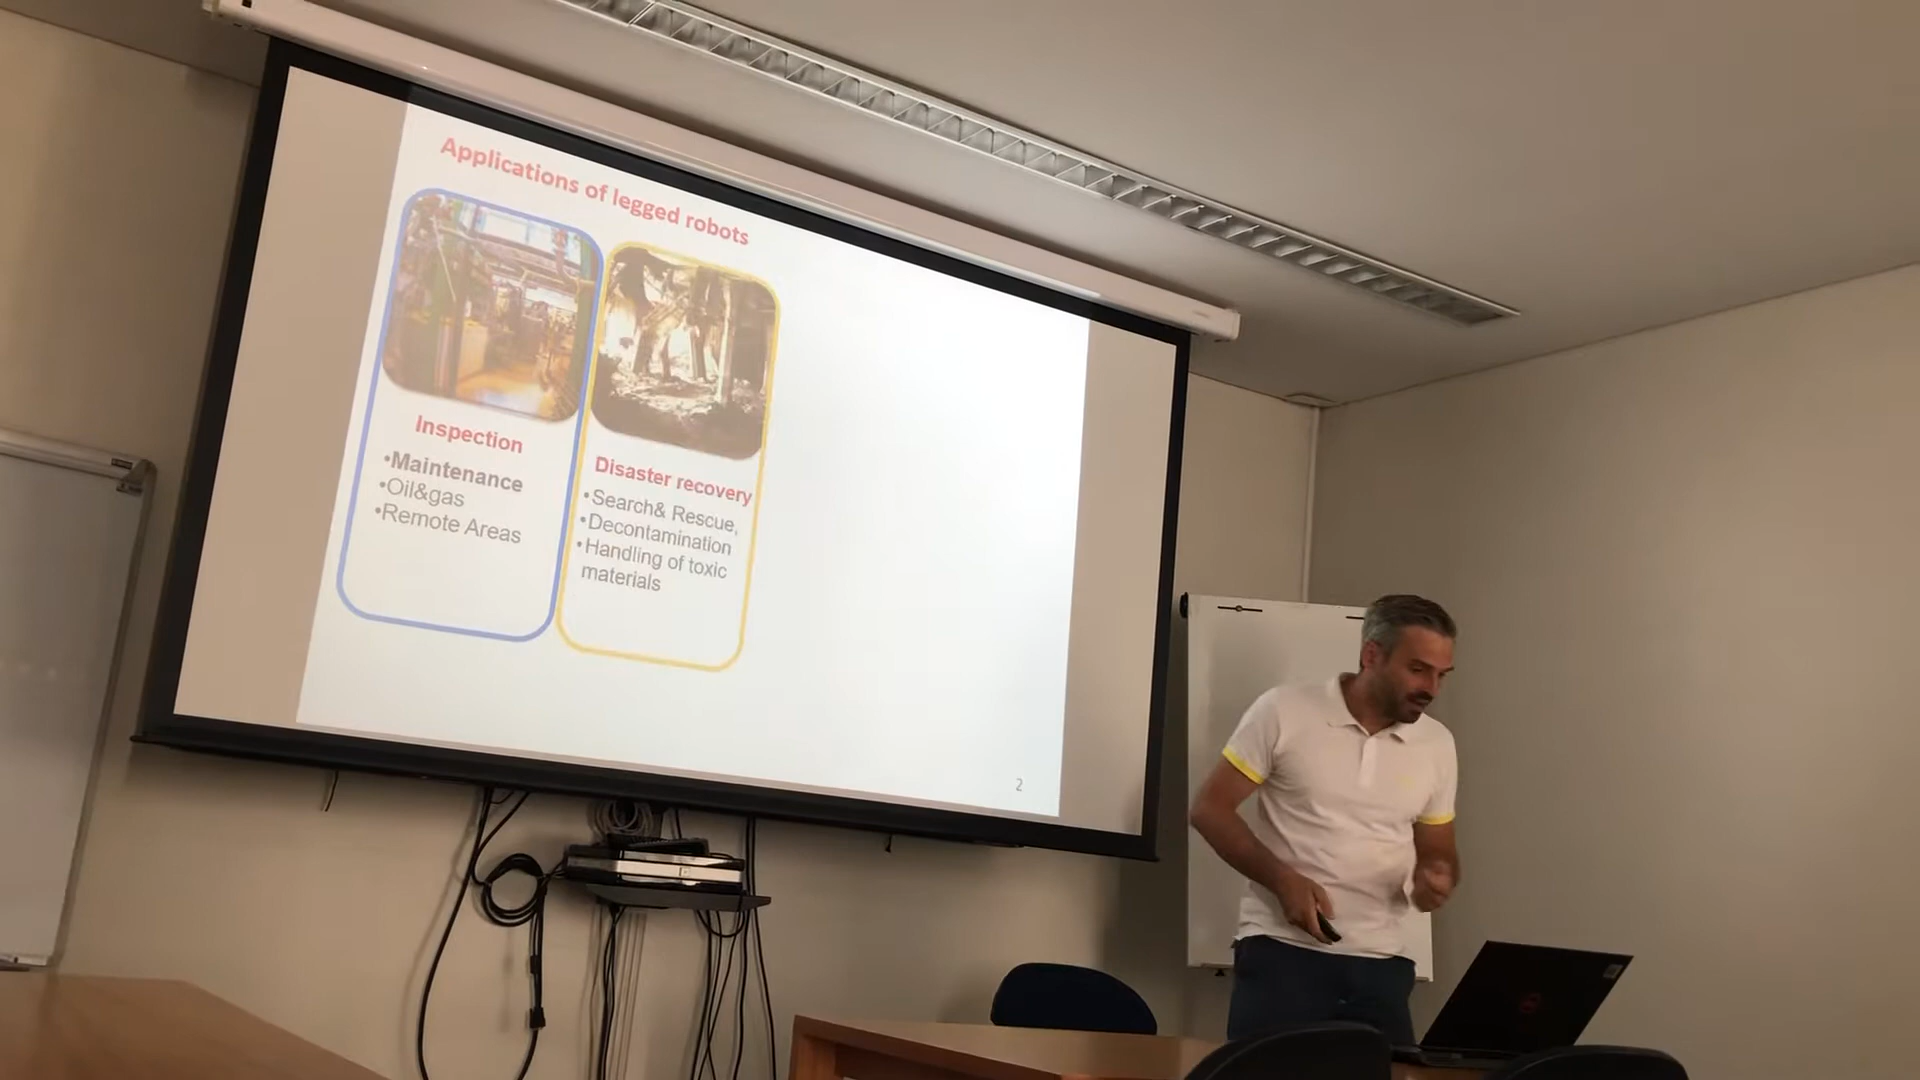 Applications of legged robots
Inspection
•Maintenance
•Oil&gas
•Remote Areas
Disaster recovery
•Search& Rescue,
•Decontamination
•Handling of toxic
materials
2